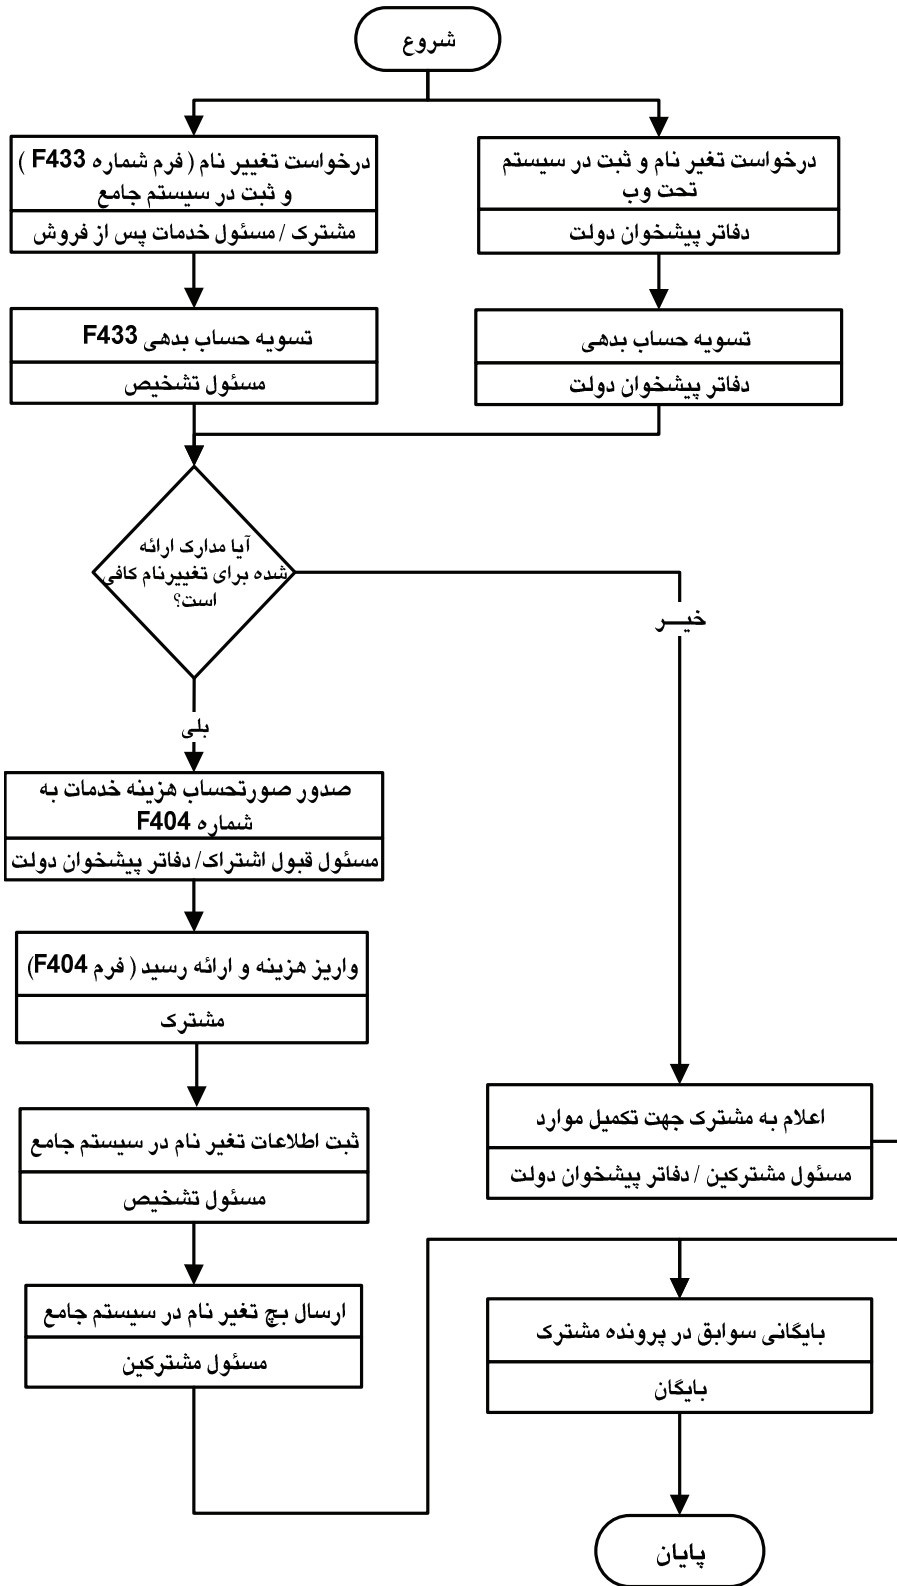 شروع
درخواست تغییر نام ( فرم شماره F433 )
و ثبت در سیستم جامع
مشترک / مسئول خدمات پس از فروش
درخواست تغیر نام و ثبت در سیستم
تحت وب
دفاتر پیشخوان دولت
تسویه حساب بدهی F433
مسئول تشخیص
تسویه حساب بدهی
دفاتر پیشخوان دولت
آیا مدارک ارائه
شده برای تغییرنام کافی
است؟
خیـــر
بلی
صدور صورتحساب هزینه خدمات به
شماره F404
مسئول قبول اشتراک/ دفاتر پیشخوان دولت
واریز هزینه و ارائه رسید ( فرم F404)
مشترک
ثبت اطلاعات تغیر نام در سیستم جامع
مسئول تشخیص
اعلام به مشترک جهت تکمیل موارد
مسئول مشترکین / دفاتر پیشخوان دولت
ارسال بچ تغیر نام در سیستم جامع
مسئول مشترکین
بایگانی سوابق در پرونده مشترک
بایگان
پایان